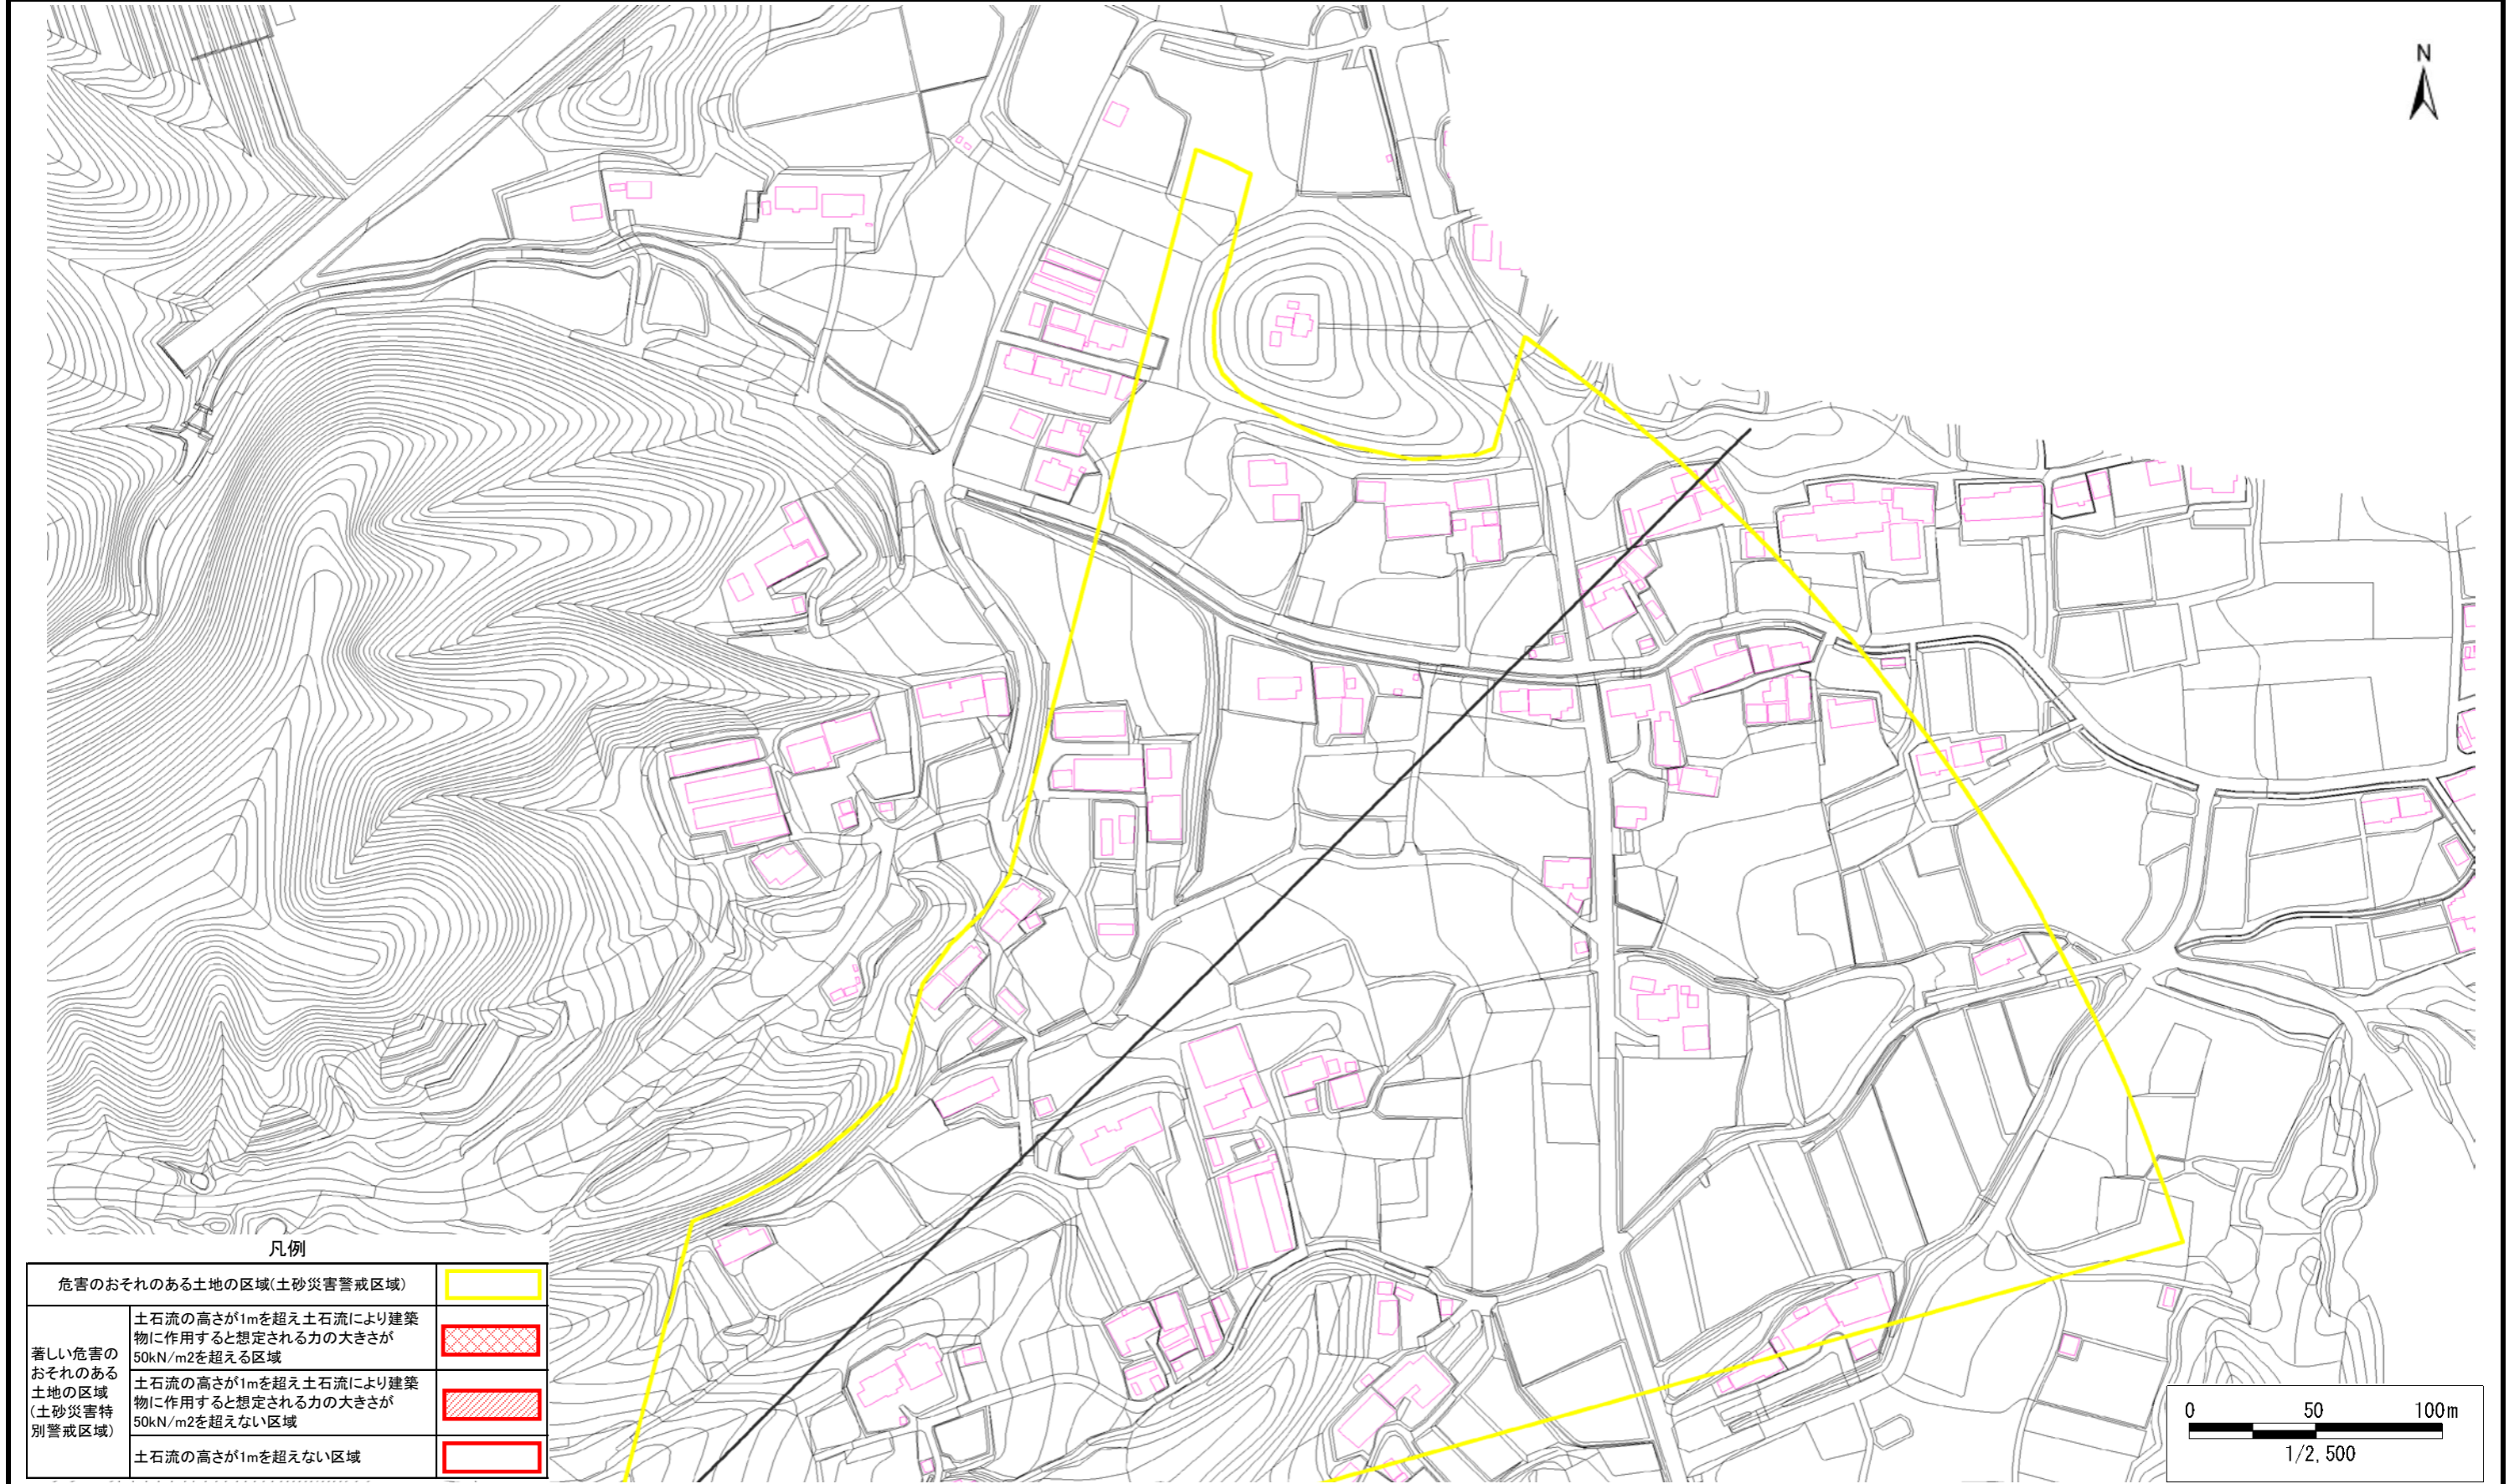 N
凡例
危害のおそれのある土地の区域(土砂災害警戒区域)
著しい危害の
おそれのある
土地の区域
(土砂災害特
別警戒区域)
土石流の高さが1mを超え土石流により建築
物に作用すると想定される力の大きさが
50kN/m2を超える区域
土石流の高さが1mを超え土石流により建築
物に作用すると想定される力の大きさが
50kN/m2を超えない区域
土石流の高さが1mを超えない区域
0 50 100m
1/2,500